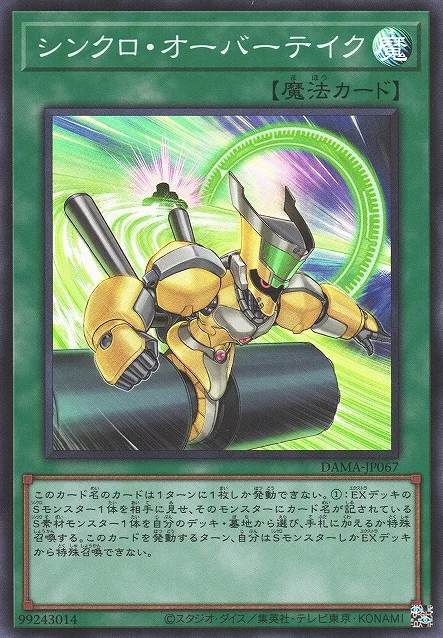 シンクロ・オーバーテイク 魔
【魔法カード】
DAMA-JP067
このカード名のカードは1ターンに1枚しか発動できない。①:EXデッキ
のSモンスター1体を相手に見せ、そのモンスターにカード名が記されている
S素材モンスター1体を自分のデッキ・墓地から選び、手札に加えるか特殊
召喚する。このカードを発動するターン、自分はSモンスターしかEXデッキ
から特殊召喚できない。
99243014 ©スタジオ・ダイス/集英社・テレビ東京・KONAMI